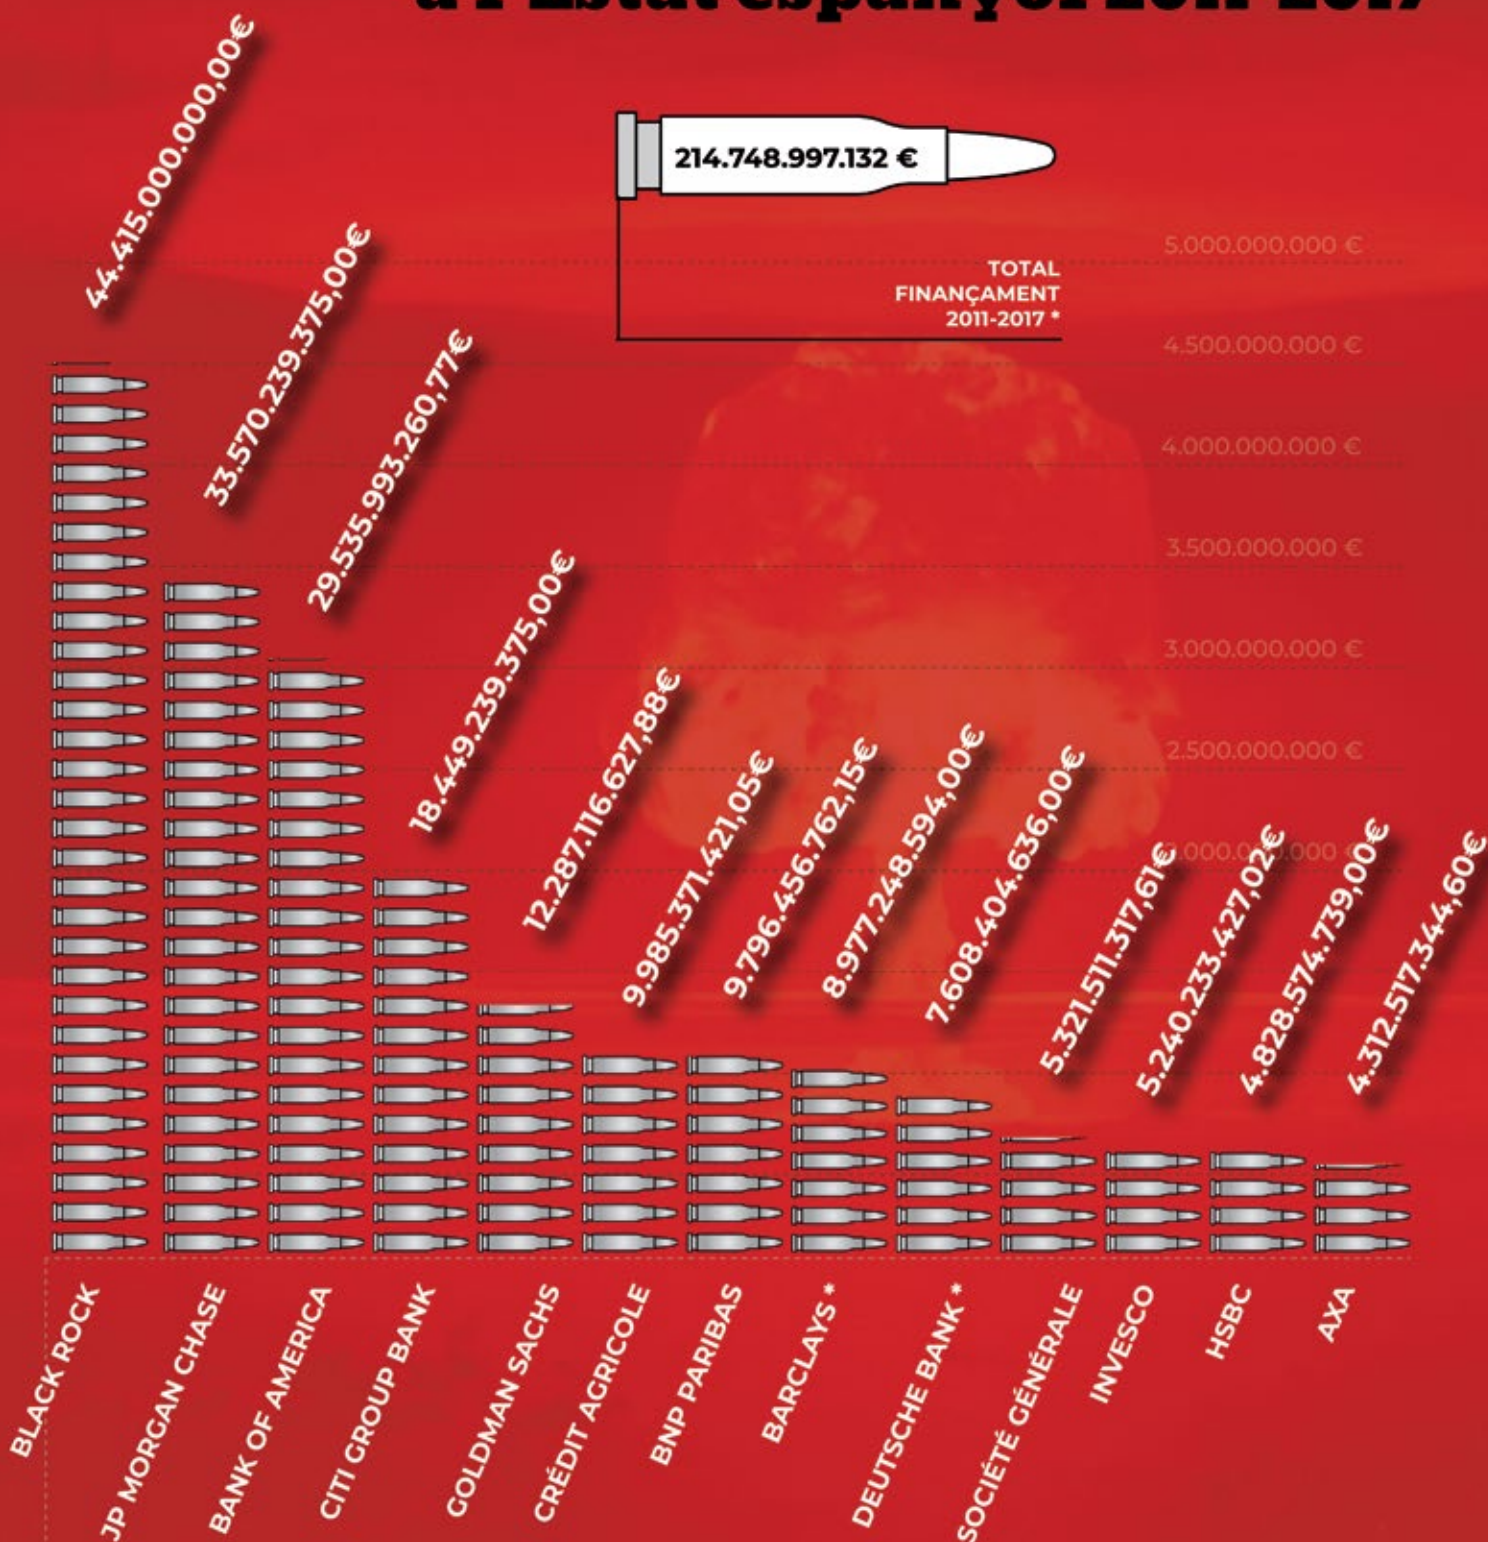 a l'Estat espanyol 2011-2017
214.748.997.132 €
TOTAL
FINANÇAMENT
2011-2017 *
5.000.000.000 €
4.500.000.000 €
4.000.000.000 €
3.500.000.000 €
3.000.000.000 €
2.500.000.000 €
44.415.000.000,00€
33.570.239.375,00€
29.535.993.260,77€
18.449.239.375,00€
12.287.116.627,88€
9.985.371.421,05€
9.796.456.762,15€
8.977.248.594,00€
7.608.404.636,00€
5.321.511.317,61€
5.240.233.427,02€
4.828.574.739,00€
4.312.517.344,60€
BLACK ROCK
JP MORGAN CHASE
BANK OF AMERICA
CITI GROUP BANK
GOLDMAN SACHS
CRÉDIT AGRICOLE
BNP PARIBAS
BARCLAYS *
DEUTSCHE BANK *
SOCIÉTÉ GÉNÉRALE
INVESCO
HSBC
AXA